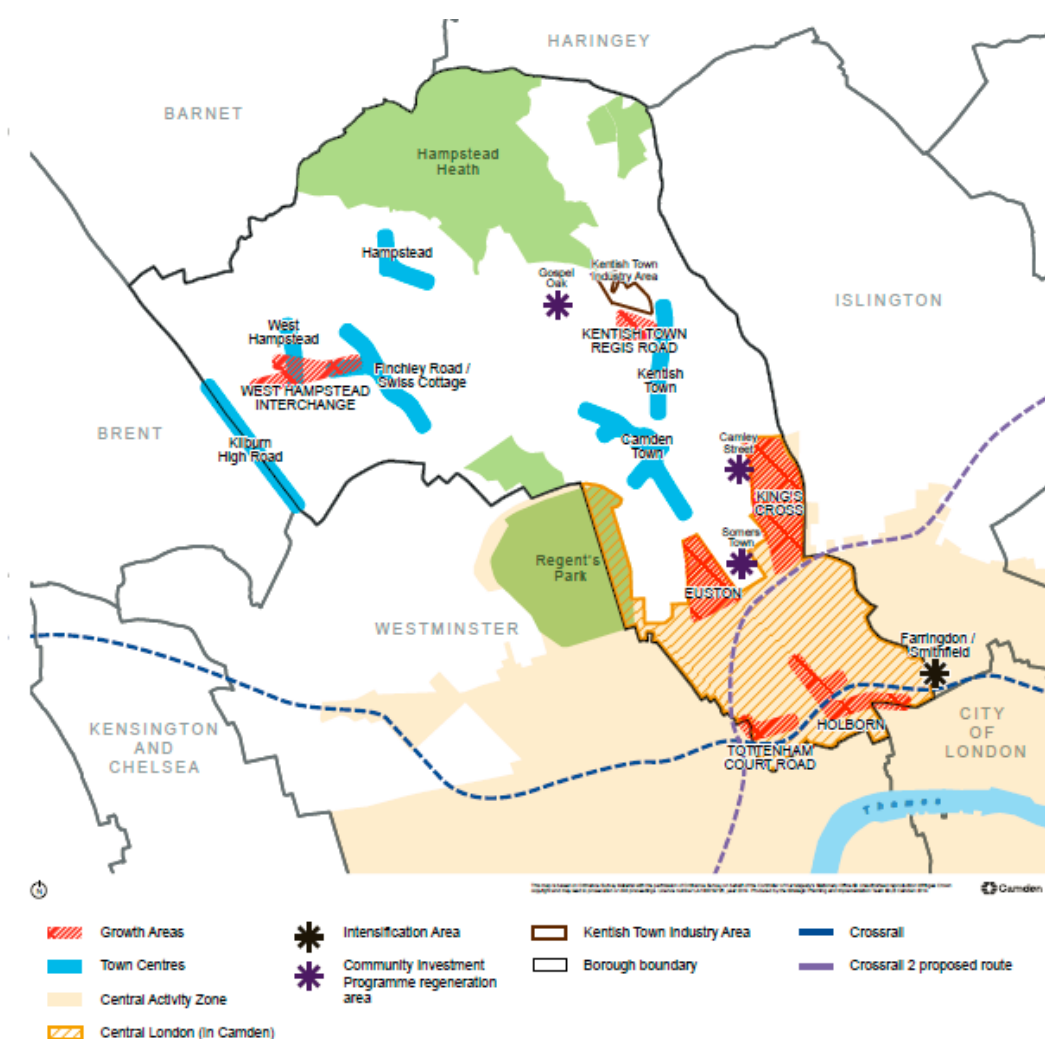 HARINGEY
BARNET
Hampstead
Heath
Hampstead
Gospel
Oak
Kentish Town
Industry Area
ISLINGTON
West
Hampstead
KENTISH TOWN
REGIS ROAD
Finchley Road /
Swiss Cottage
Kentish
Town
WEST HAMPSTEAD
INTERCHANGE
BRENT
Kilburn
High Road
Camden
Town
Camley
Street
KING'S
CROSS
Somers
Town
Regent's
Park
EUSTON
WESTMINSTER
Farringdon /
Smithfield
KENSINGTON
AND
CHELSEA
HOLBORN
CITY
OF
LONDON
TOTTENHAM
COURT ROAD
Thames
Camden
Growth Areas
Town Centres
Central Activity Zone
Central London (in Camden)
Intensification Area
Community Investment
Programme regeneration
area
Kentish Town Industry Area
Borough boundary
Crossrail
Crossrail 2 proposed route